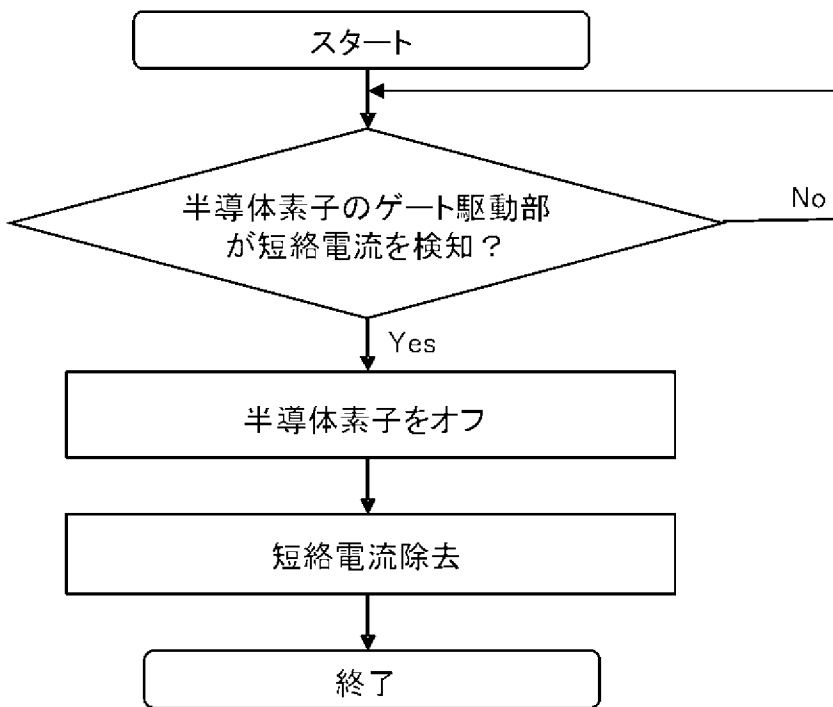 スタート
半導体素子のゲート駆動部
が短絡電流を検知？
No
Yes
半導体素子をオフ
短絡電流除去
終了